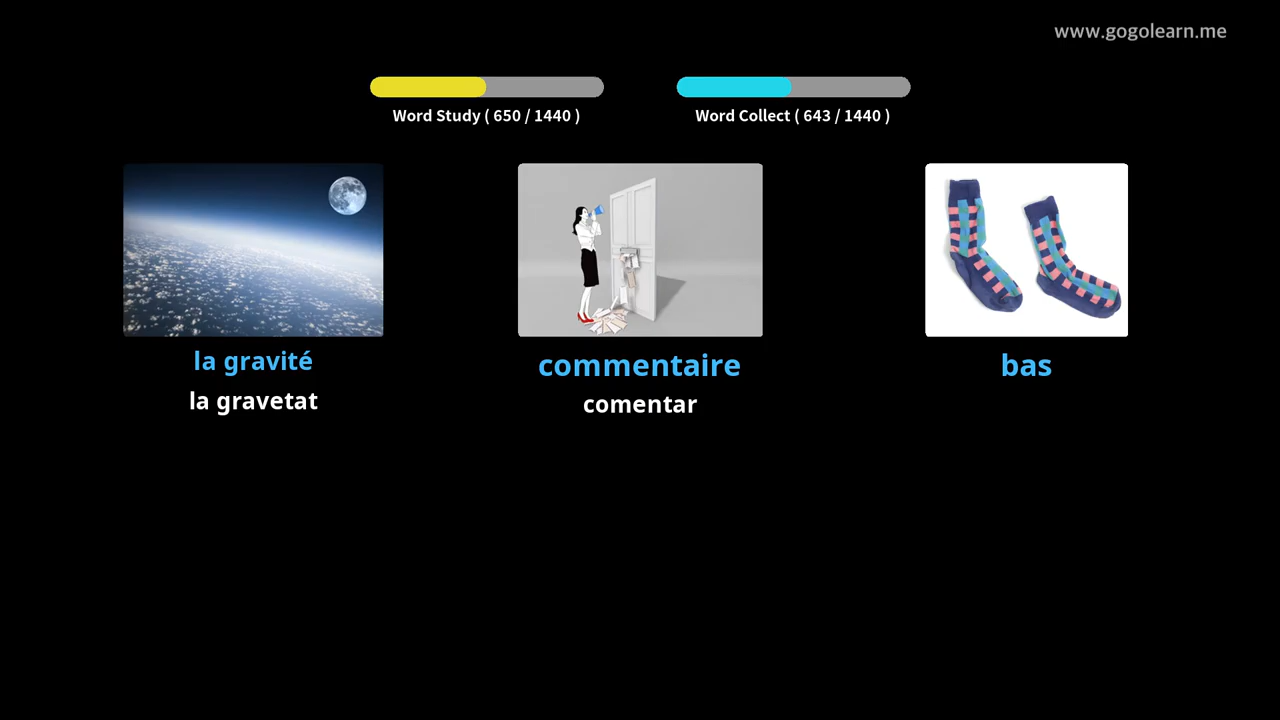 www.gogolearn.me
Word Study ( 650 / 1440 )
Word Collect ( 643 / 1440 )
la gravité
la gravetat
commentaire
comentar
bas